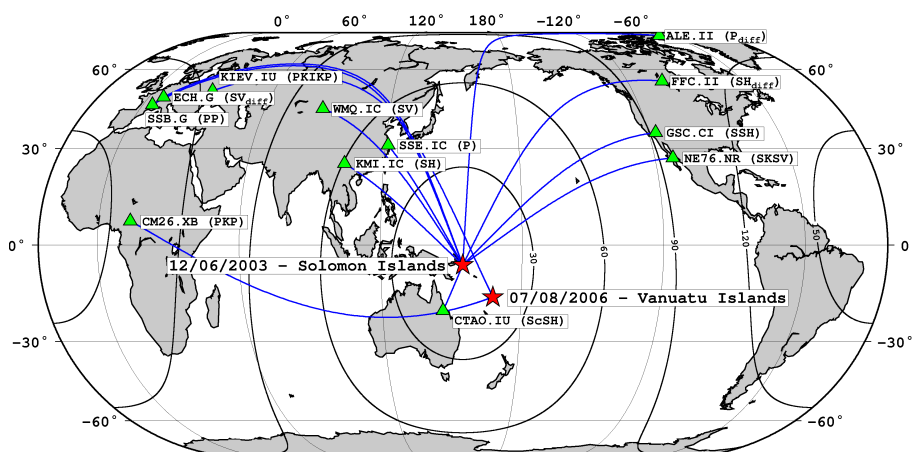 0° 60° 120° 180° -120° -60°
ALE.II (Pdiff)
60° 60°
KIEV.IU (PKIKP)
FFC.II (SHdiff)
ECH.G (SVdiff)
WMQ.IC (SV)
SSB.G (PP)
GSC.CI (SSH)
SSE.IC (P)
30° 30°
NE76.NR (SKSV)
KMI.IC (SH)
CM26.XB (PKP)
0° 0°
30 60 90 120 150
12/06/2003 - Solomon Islands
07/08/2006 - Vanuatu Islands
CTAO.IU (ScSH)
-30° -30°
-60° -60°